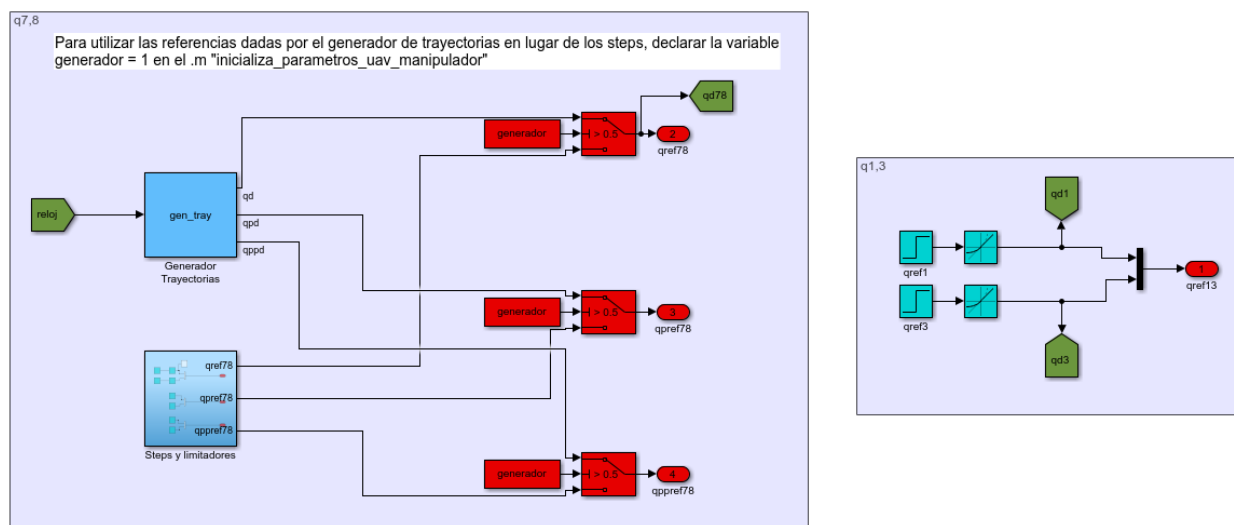 q7,8
Para utilizar las referencias dadas por el generador de trayectorias en lugar de los steps, declarar la variable
generador = 1 en el .m "inicializa_parametros_uav_manipulador"
qd78
generador
> 0.5
2
qref78
reloj
gen_tray
qd
qpd
qppd
Generador
Trayectorias
generador
> 0.5
3
qpref78
qref78
qpref78
qppref78
Steps y limitadores
generador
> 0.5
4
qppref78
q1,3
qd1
qref1
1
qref13
qref3
qd3